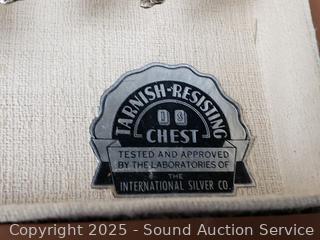 TARNISH-RESISTING
IS
CHEST
TESTED AND APPROVED
BY THE LABORATORIES OF
THE
INTERNATIONAL SILVER CO.
Copyright 2025 - Sound Auction Service